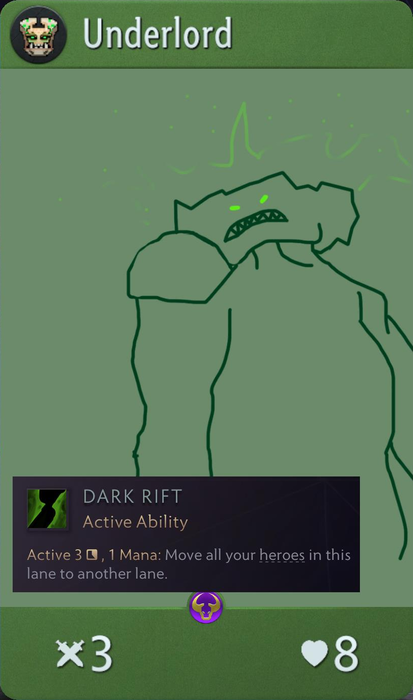 Underlord
DARK RIFT
Active Ability
Active 3 , 1 Mana: Move all your heroes in this
lane to another lane.
3 8